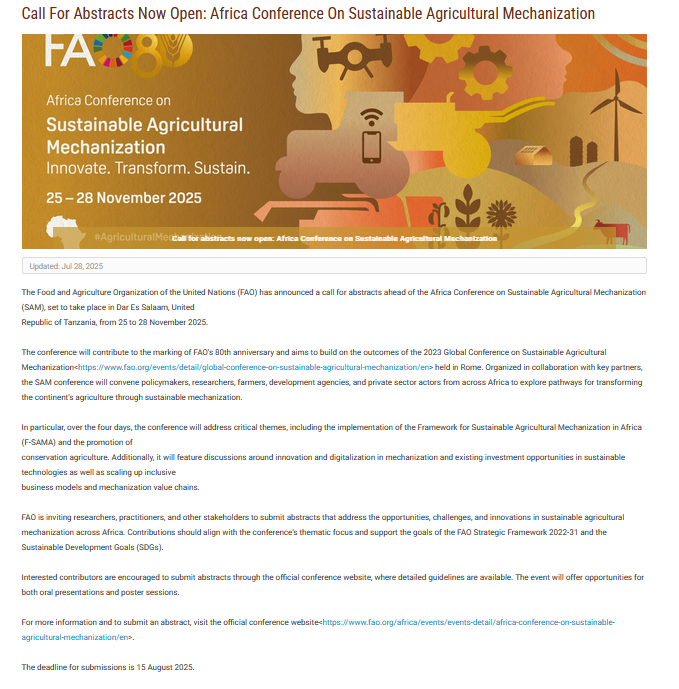 Call For Abstracts Now Open: Africa Conference On Sustainable Agricultural Mechanization
FAO80
Africa Conference on
Sustainable Agricultural
Mechanization
Innovate. Transform. Sustain.
25 – 28 November 2025
#AgriculturalMechanization
Call for abstracts now open: Africa Conference on Sustainable Agricultural Mechanization
Updated: Jul 28, 2025
The Food and Agriculture Organization of the United Nations (FAO) has announced a call for abstracts ahead of the Africa Conference on Sustainable Agricultural Mechanization
(SAM), set to take place in Dar Es Salaam, United
Republic of Tanzania, from 25 to 28 November 2025.
The conference will contribute to the marking of FAO's 80th anniversary and aims to build on the outcomes of the 2023 Global Conference on Sustainable Agricultural
Mechanization<https://www.fao.org/events/detail/global-conference-on-sustainable-agricultural-mechanization/en> held in Rome. Organized in collaboration with key partners,
the SAM conference will convene policymakers, researchers, farmers, development agencies, and private sector actors from across Africa to explore pathways for transforming
the continent's agriculture through sustainable mechanization.
In particular, over the four days, the conference will address critical themes, including the implementation of the Framework for Sustainable Agricultural Mechanization in Africa
(F-SAMA) and the promotion of
conservation agriculture. Additionally, it will feature discussions around innovation and digitalization in mechanization and existing investment opportunities in sustainable
technologies as well as scaling up inclusive
business models and mechanization value chains.
FAO is inviting researchers, practitioners, and other stakeholders to submit abstracts that address the opportunities, challenges, and innovations in sustainable agricultural
mechanization across Africa. Contributions should align with the conference's thematic focus and support the goals of the FAO Strategic Framework 2022-31 and the
Sustainable Development Goals (SDGs).
Interested contributors are encouraged to submit abstracts through the official conference website, where detailed guidelines are available. The event will offer opportunities for
both oral presentations and poster sessions.
For more information and to submit an abstract, visit the official conference website<https://www.fao.org/africa/events/events-detail/africa-conference-on-sustainable-
agricultural-mechanization/en>.
The deadline for submissions is 15 August 2025.